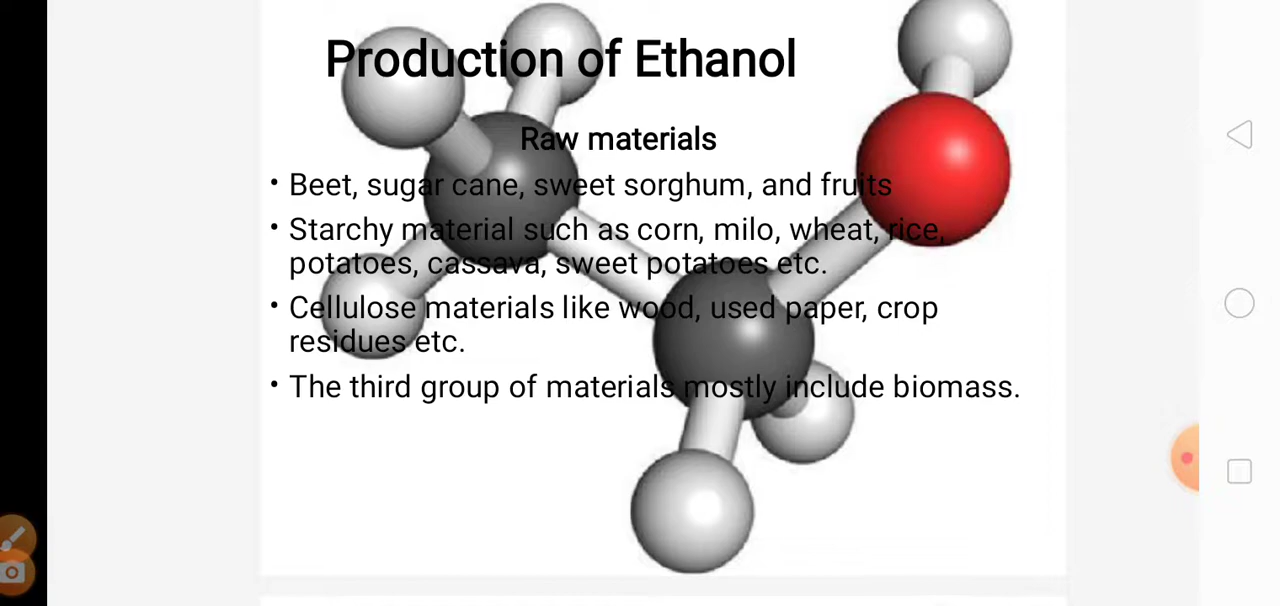 Production of Ethanol
Raw materials
• Beet, sugar cane, sweet sorghum, and fruits
• Starchy material such as corn, milo, wheat, rice,
potatoes, cassava, sweet potatoes etc.
• Cellulose materials like wood, used paper, crop
residues etc.
• The third group of materials mostly include biomass.